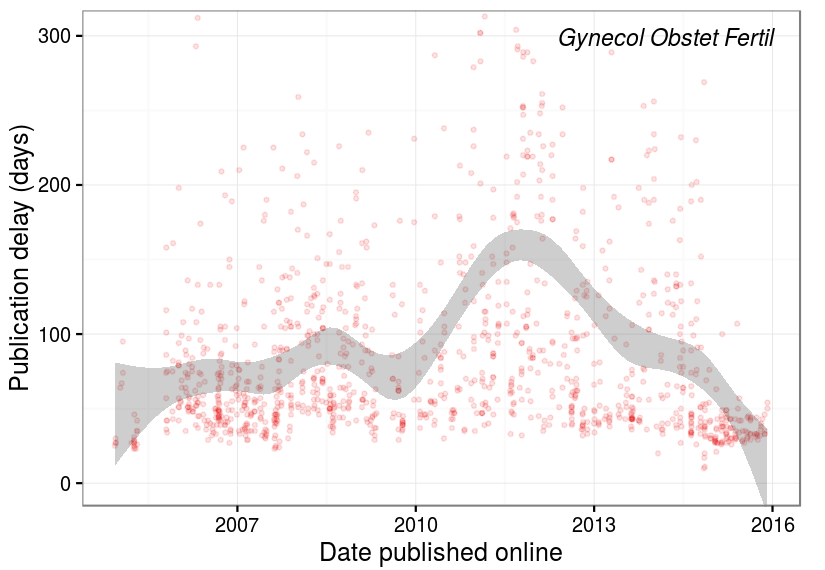 Gynecol Obstet Fertil
Publication delay (days)
300
200
100
0
2007
2010
2013
2016
Date published online